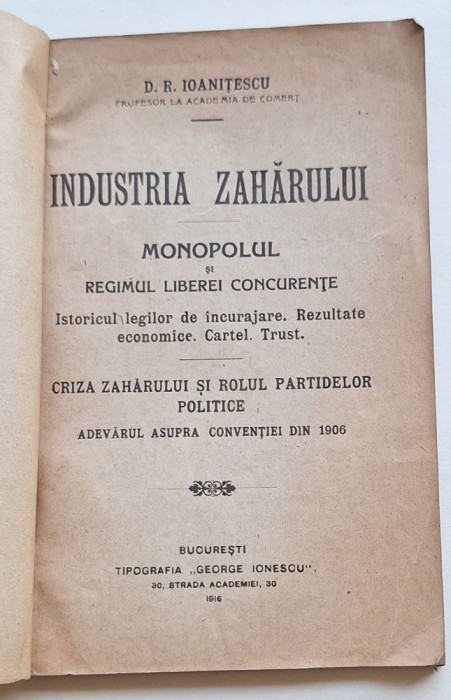 D. R. IOANIȚESCU
PROFESOR LA ACADEMIA DE COMERȚ
INDUSTRIA ZAHĂRULUI
MONOPOLUL
ȘI
REGIMUL LIBEREI CONCURENȚE
Istoricul legilor de încurajare. Rezultate
economice. Cartel. Trust.
CRIZA ZAHĂRULUI ȘI ROLUL PARTIDELOR
POLITICE
ADEVĂRUL ASUPRA CONVENȚIEI DIN 1906
BUCUREȘTI
TIPOGRAFIA „GEORGE IONESCU".
30, STRADA ACADEMIEI, 30
1916